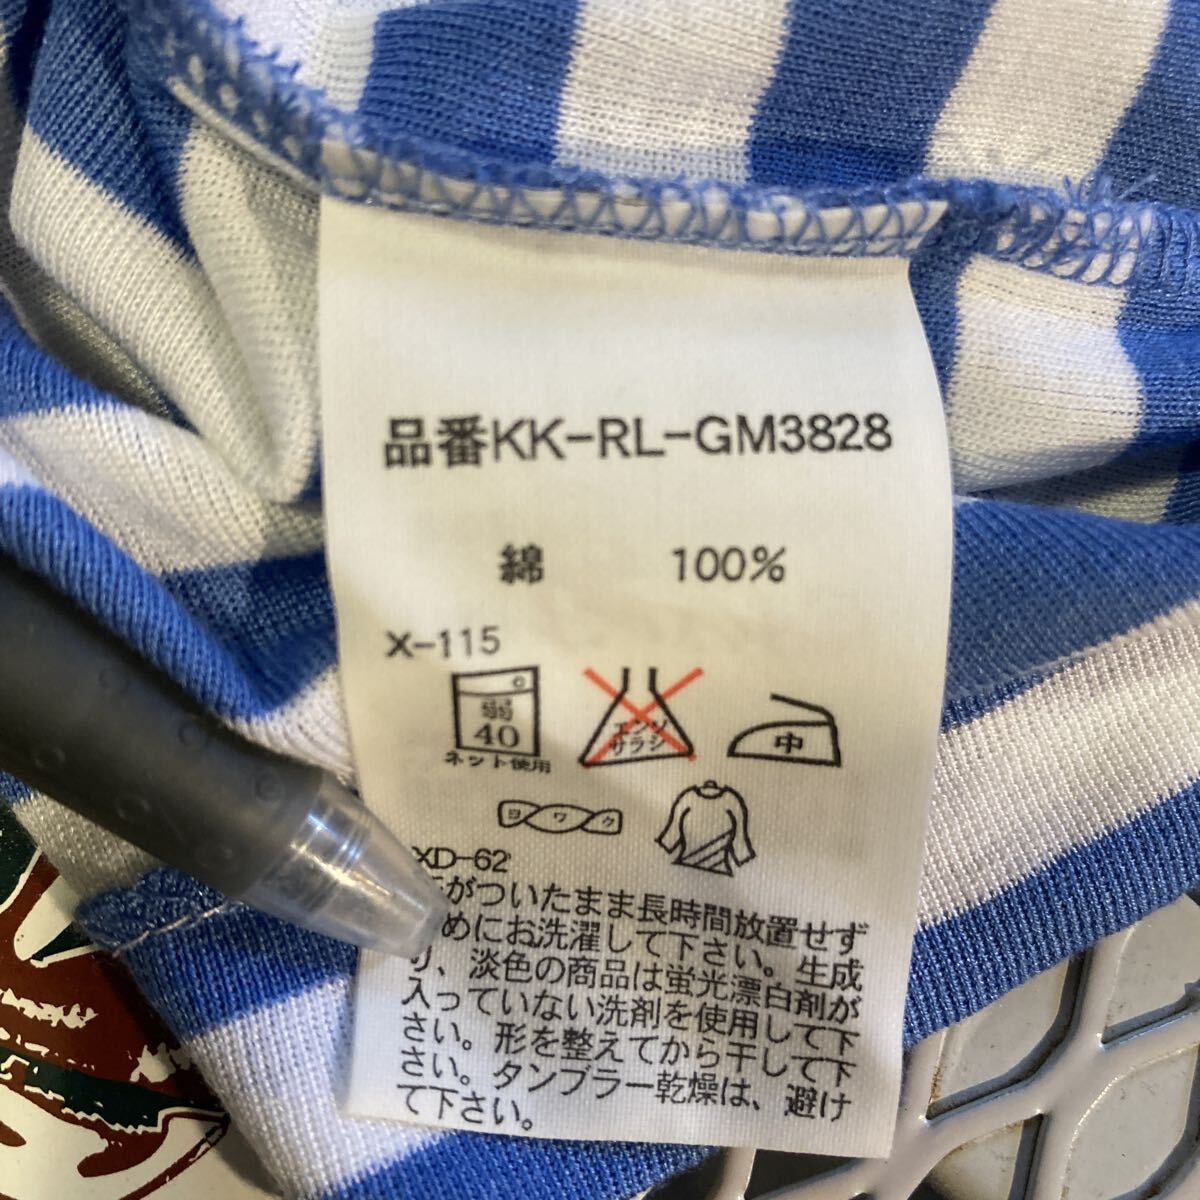 品番KK-RL-GM3828
綿 100%
X-115
弱
40
ネット使用
エンソ
サラシ
中
ヨワク
XD-62
がついたまま長時間放置せず
めにお洗濯して下さい。生成
り、淡色の商品は蛍光漂白剤が
入っていない洗剤を使用して下
さい。形を整えてから干して下
さい。タンブラー乾燥は、避け
て下さい。